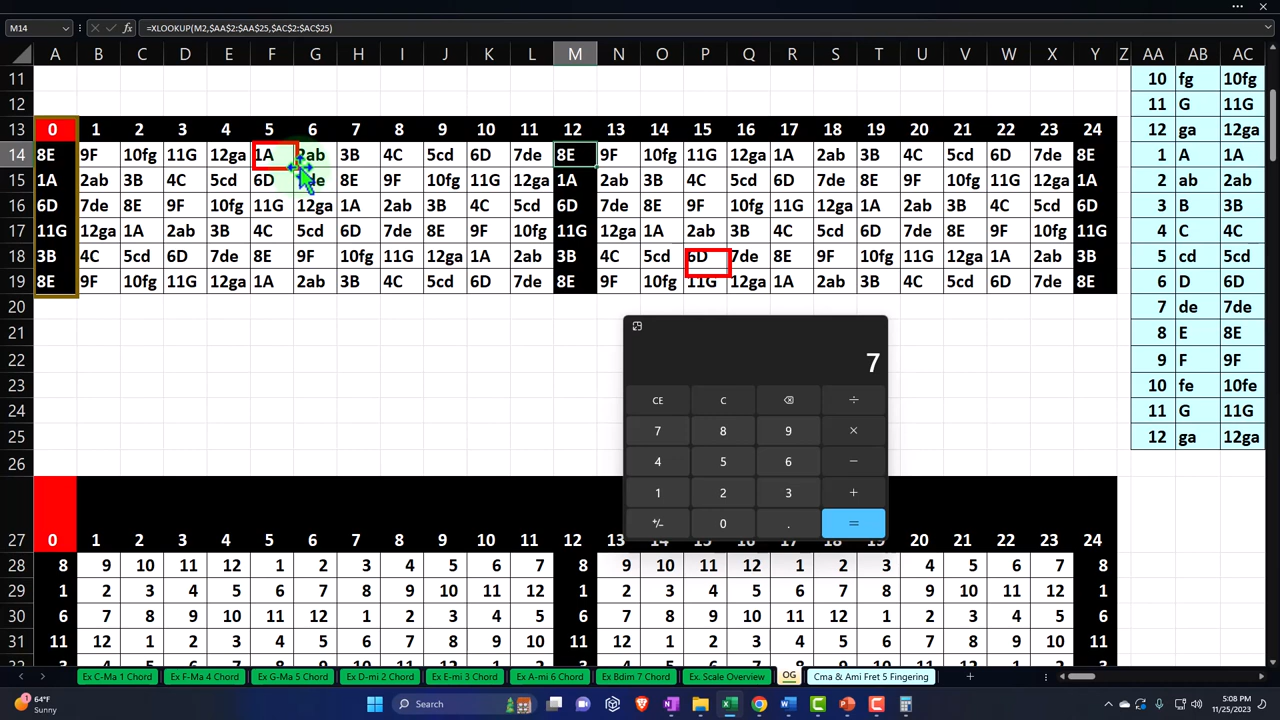 M14 fx =XLOOKUP(M2,$AA$2:$AA$25,$AC$2:$AC$25)
A B C D E F G H I J K L M N O P Q R S T U V W X Y Z AA AB AC
11 10 fg 10fg
12 11 G 11G
13 0 1 2 3 4 5 6 7 8 9 10 11 12 13 14 15 16 17 18 19 20 21 22 23 24 12 ga 12ga
14 8E 9F 10fg 11G 12ga 1A 2ab 3B 4C 5cd 6D 7de 8E 9F 10fg 11G 12ga 1A 2ab 3B 4C 5cd 6D 7de 8E 1 A 1A
15 1A 2ab 3B 4C 5cd 6D 7de 8E 9F 10fg 11G 12ga 1A 2ab 3B 4C 5cd 6D 7de 8E 9F 10fg 11G 12ga 1A 2 ab 2ab
16 6D 7de 8E 9F 10fg 11G 12ga 1A 2ab 3B 4C 5cd 6D 7de 8E 9F 10fg 11G 12ga 1A 2ab 3B 4C 5cd 6D 3 B 3B
17 11G 12ga 1A 2ab 3B 4C 5cd 6D 7de 8E 9F 10fg 11G 12ga 1A 2ab 3B 4C 5cd 6D 7de 8E 9F 10fg 11G 4 C 4C
18 3B 4C 5cd 6D 7de 8E 9F 10fg 11G 12ga 1A 2ab 3B 4C 5cd 6D 7de 8E 9F 10fg 11G 12ga 1A 2ab 3B 5 cd 5cd
19 8E 9F 10fg 11G 12ga 1A 2ab 3B 4C 5cd 6D 7de 8E 9F 10fg 11G 12ga 1A 2ab 3B 4C 5cd 6D 7de 8E 6 D 6D
20 7 de 7de
21 8 E 8E
22 9 F 9F
23 10 fe 10fe
24 11 G 11G
25 12 ga 12ga
26
7
CE C ÷
7 8 9 ×
4 5 6 −
1 2 3 +
+/- 0 . =
27 0 1 2 3 4 5 6 7 8 9 10 11 12 13 14 15 16 17 18 19 20 21 22 23 24
28 8 9 10 11 12 1 2 3 4 5 6 7 8 9 10 11 12 1 2 3 4 5 6 7 8
29 1 2 3 4 5 6 7 8 9 10 11 12 1 2 3 4 5 6 7 8 9 10 11 12 1
30 6 7 8 9 10 11 12 1 2 3 4 5 6 7 8 9 10 11 12 1 2 3 4 5 6
31 11 12 1 2 3 4 5 6 7 8 9 10 11 12 1 2 3 4 5 6 7 8 9 10 11
Ex C-Ma 1 Chord Ex F-Ma 4 Chord Ex G-Ma 5 Chord Ex D-mi 2 Chord Ex E-mi 3 Chord Ex A-mi 6 Chord Ex Bdim 7 Chord Ex. Scale Overview OG Cma & Ami Fret 5 Fingering
64°F
Sunny
Search
5:08 PM
11/25/2023